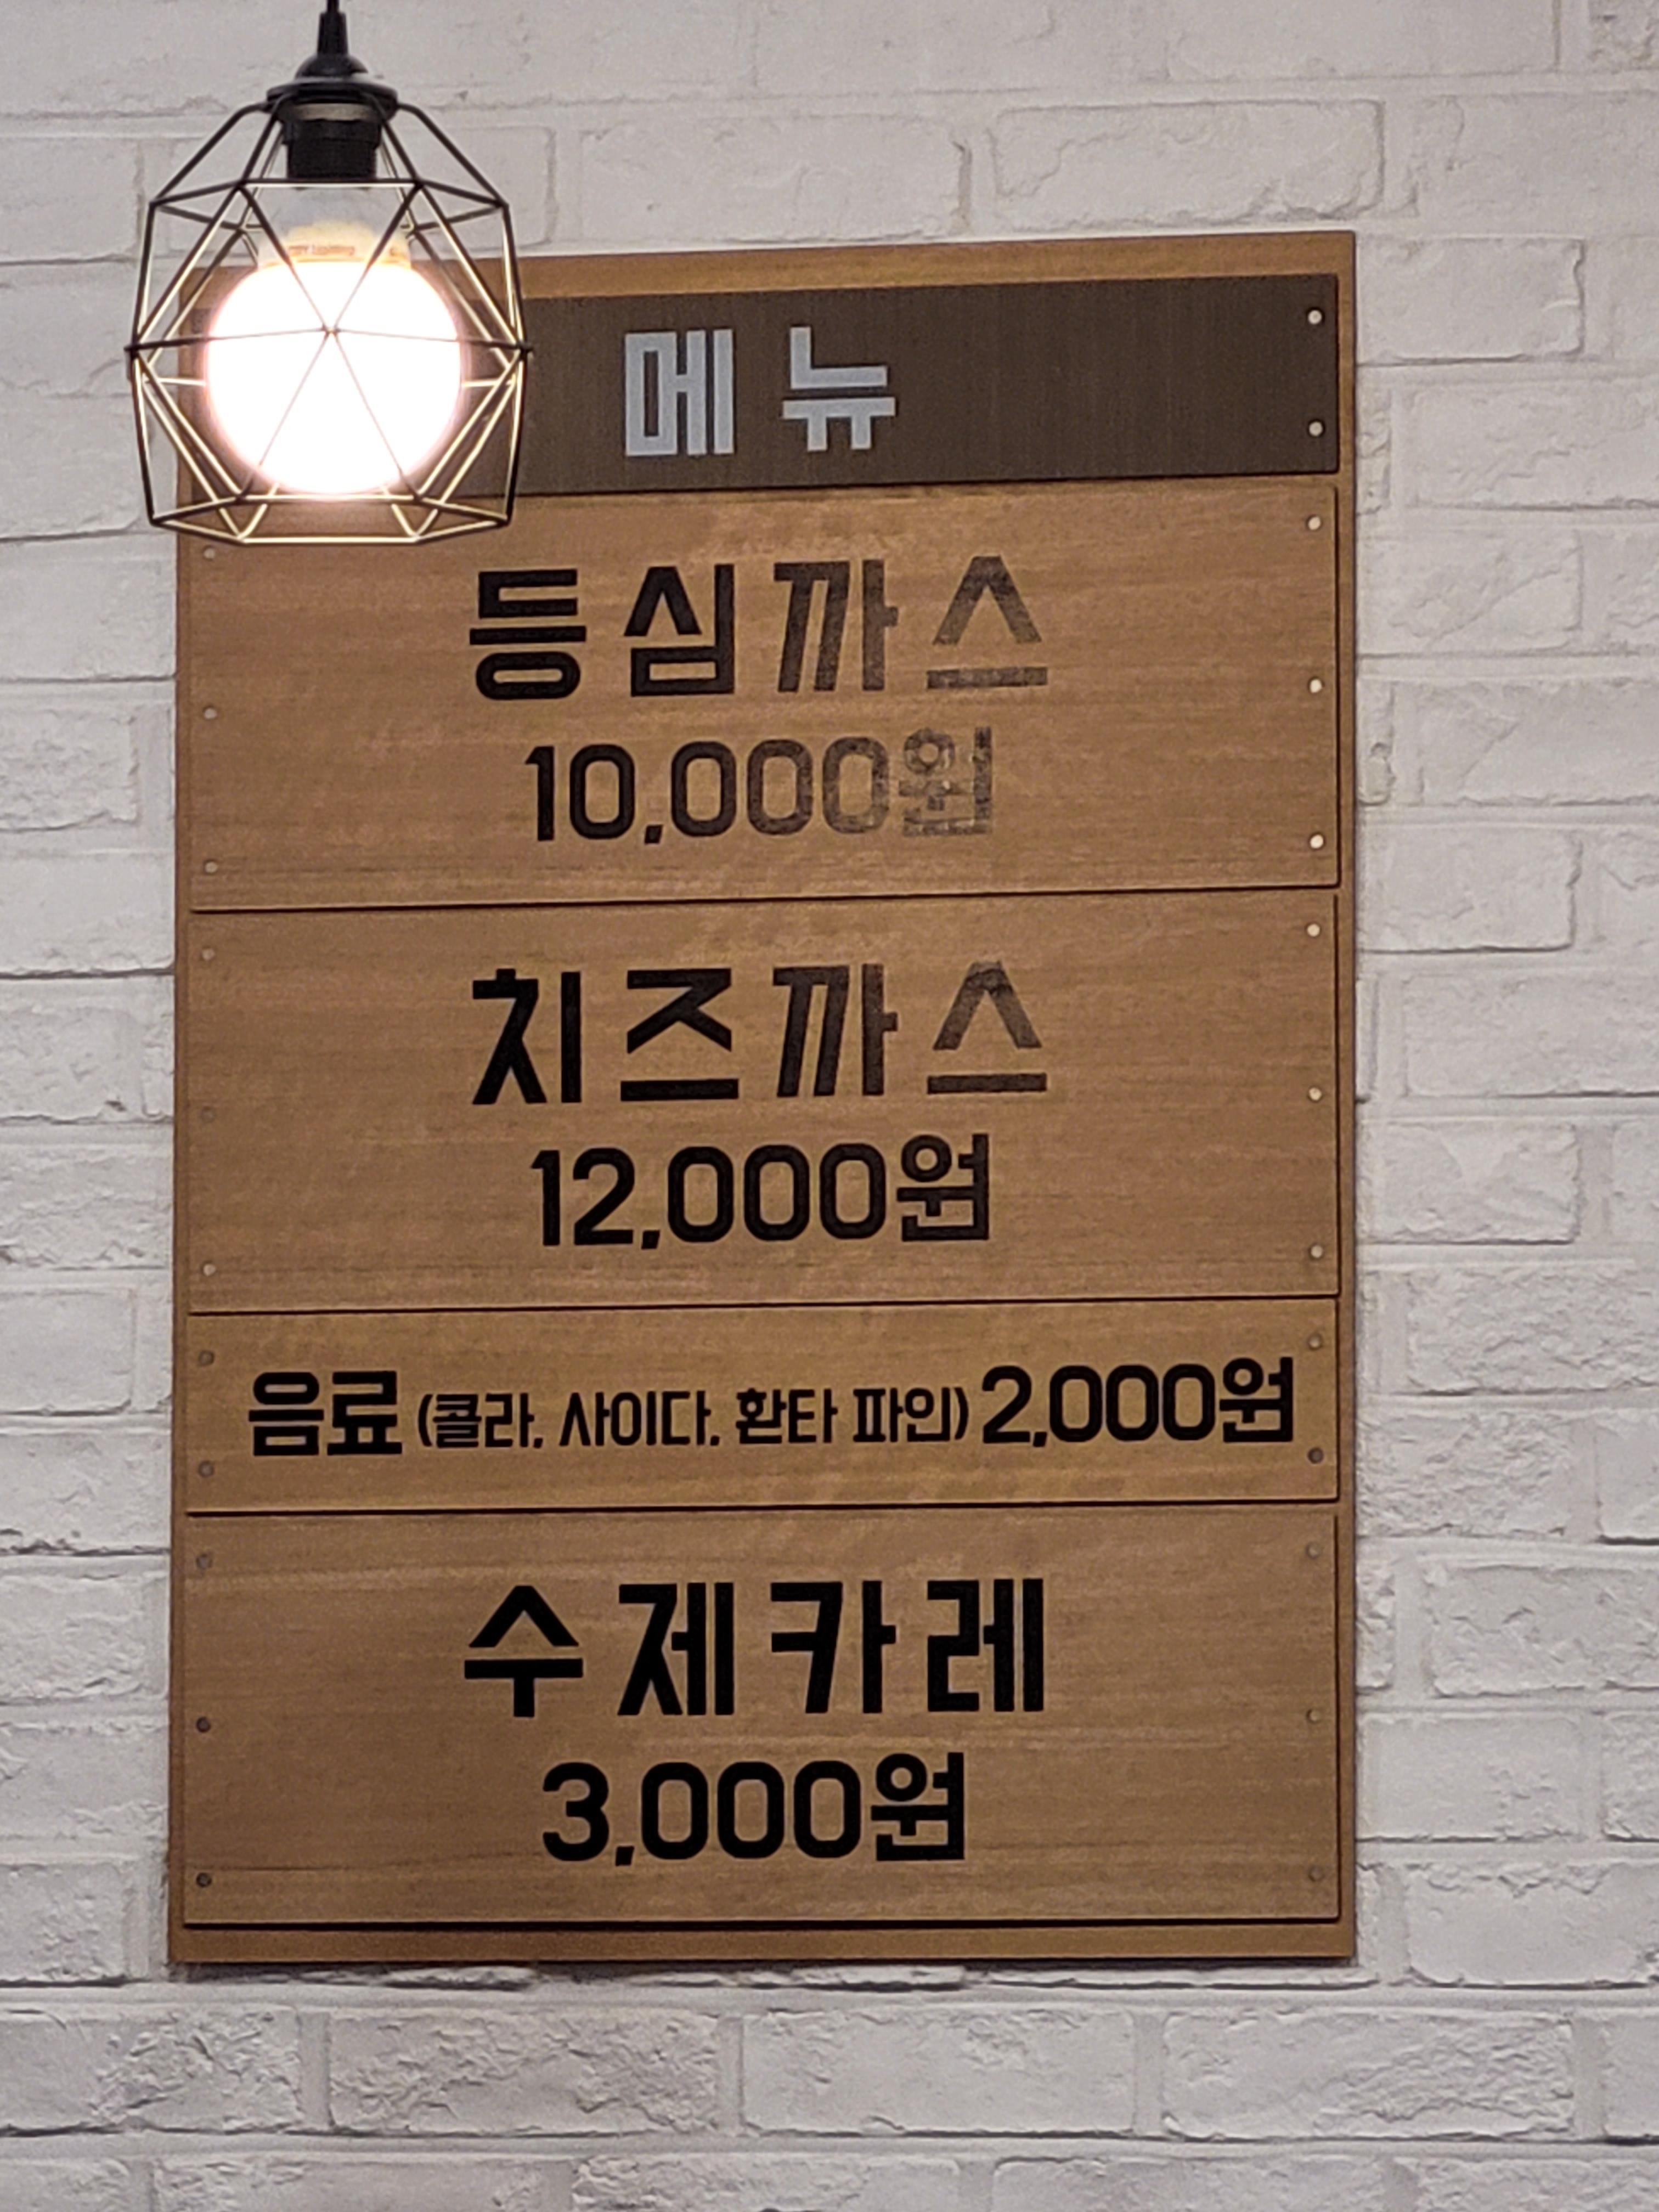 메뉴
등심까스
10,000원
치즈까스
12,000원
음료 (콜라, 사이다, 환타 파인) 2,000원
수제카레
3,000원